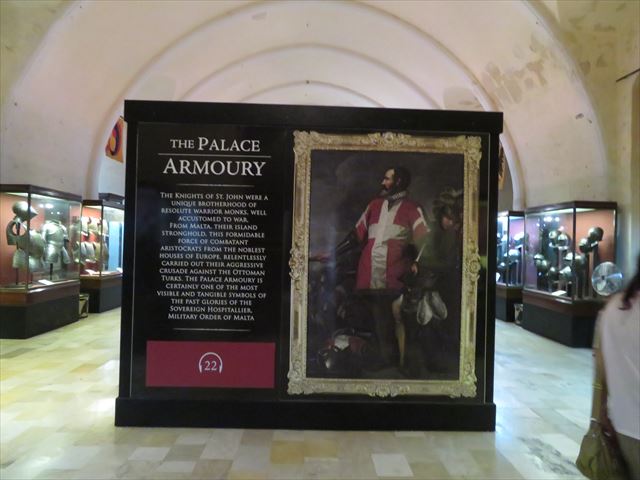 THE PALACE
ARMOURY
THE KNIGHTS OF ST. JOHN WERE A
UNIQUE BROTHERHOOD OF
RESOLUTE WARRIOR MONKS, WELL
ACCUSTOMED TO WAR.
FROM MALTA, THEIR ISLAND
STRONGHOLD, THIS FORMIDABLE
FORCE OF COMBATANT
ARISTOCRATS FROM THE NOBLEST
HOUSES OF EUROPE, RELENTLESSLY
CARRIED OUT THEIR AGGRESSIVE
CRUSADE AGAINST THE OTTOMAN
TURKS. THE PALACE ARMOURY IS
CERTAINLY ONE OF THE MOST
VISIBLE AND TANGIBLE SYMBOLS OF
THE PAST GLORIES OF THE
SOVEREIGN HOSPITALLER,
MILITARY ORDER OF MALTA
22